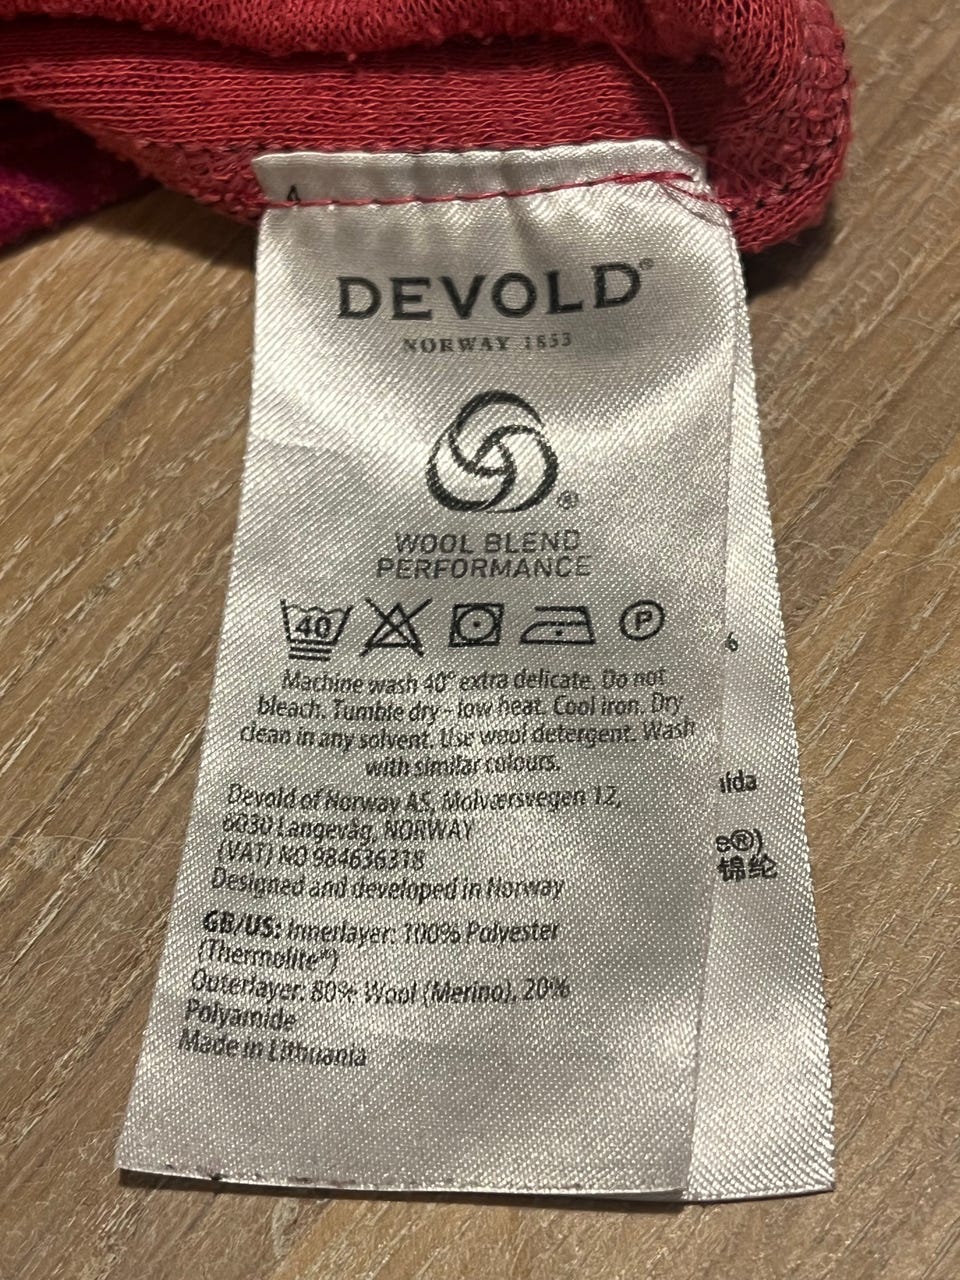 DEVOLD®
NORWAY 1853
®
WOOL BLEND
PERFORMANCE
40
P
Machine wash 40° extra delicate. Do not
bleach. Tumble dry - low heat. Cool iron. Dry
clean in any solvent. Use wool detergent. Wash
with similar colours.
Devold of Norway AS, Molværsvegen 12,
6030 Langevåg, NORWAY
(VAT) NO 984636318
Designed and developed in Norway
GB/US: Innerlayer: 100% Polyester
(Thermolite®)
Outerlayer: 80% Wool (Merino), 20%
Polyamide
Made in Lithuania
6
e®)
锦纶